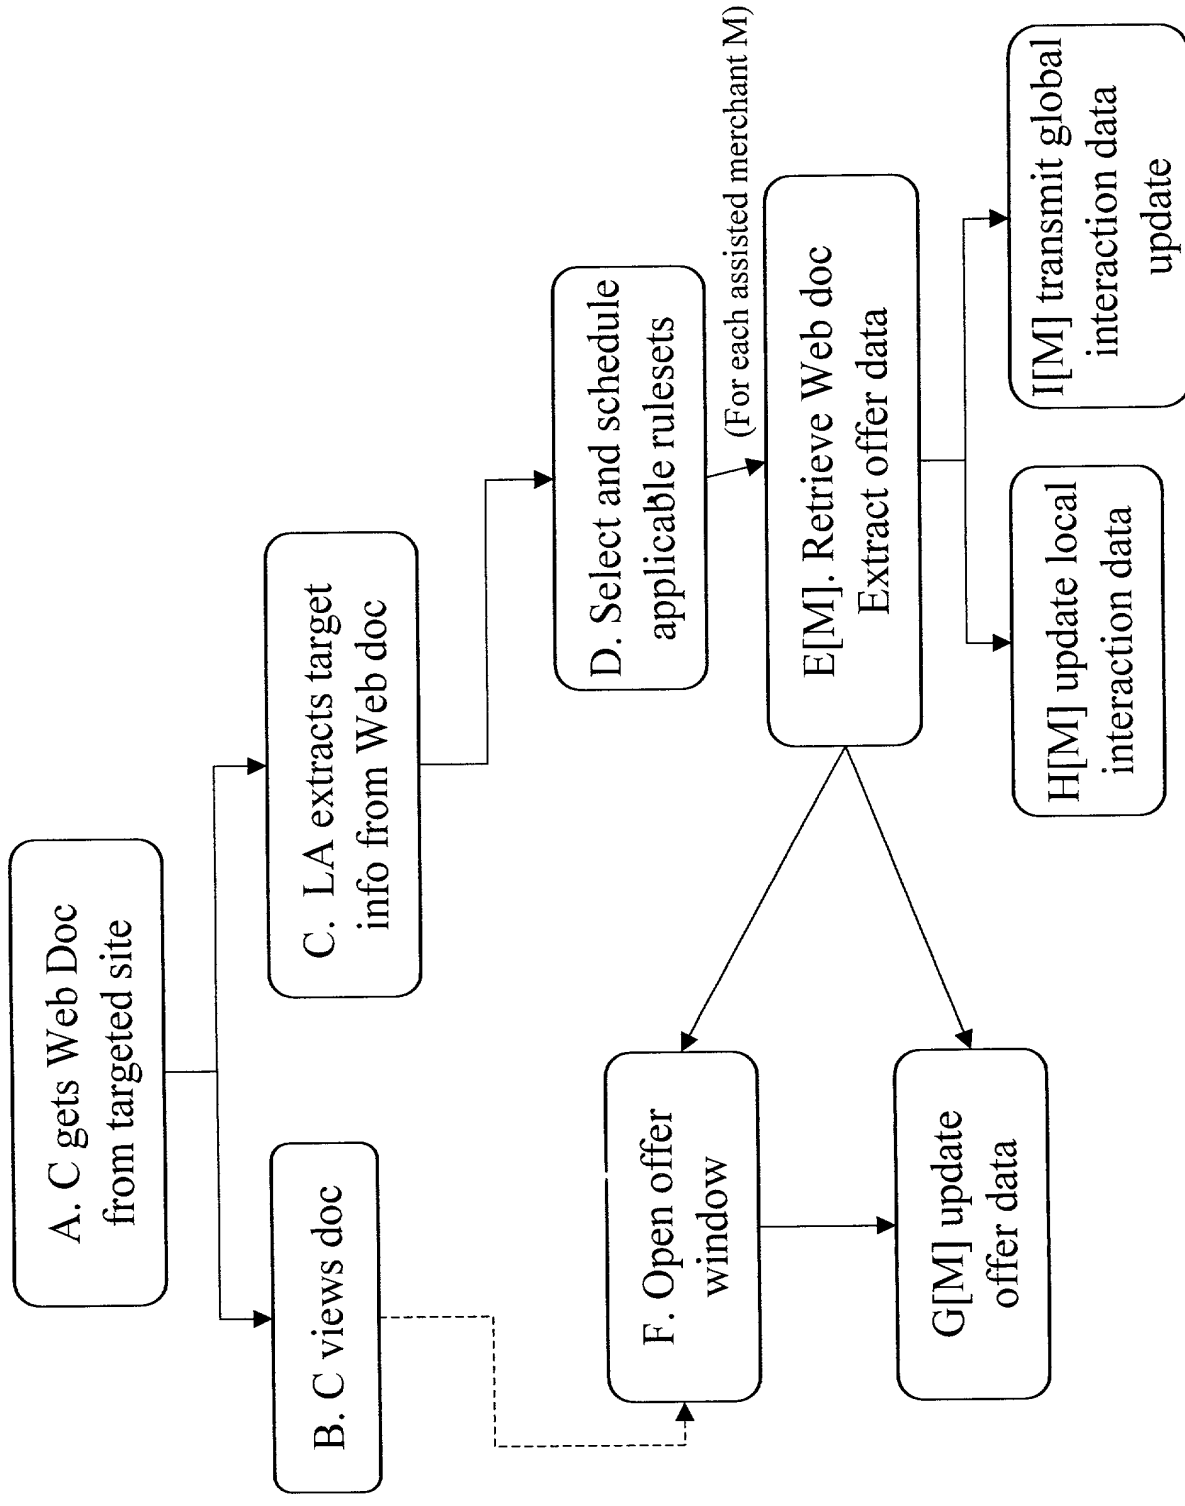 A. C gets Web Doc
from targeted site
B. C views doc
C. LA extracts target
info from Web doc
D. Select and schedule
applicable rulesets
(For each assisted merchant M)
E[M]. Retrieve Web doc
Extract offer data
F. Open offer
window
G[M] update
offer data
H[M] update local
interaction data
I[M] transmit global
interaction data
update